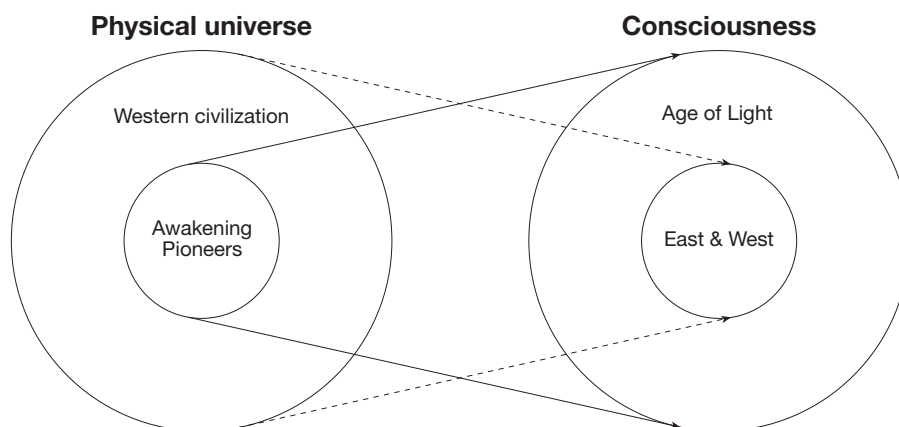 Physical universe
Consciousness
Western civilization
Age of Light
Awakening
Pioneers
East & West